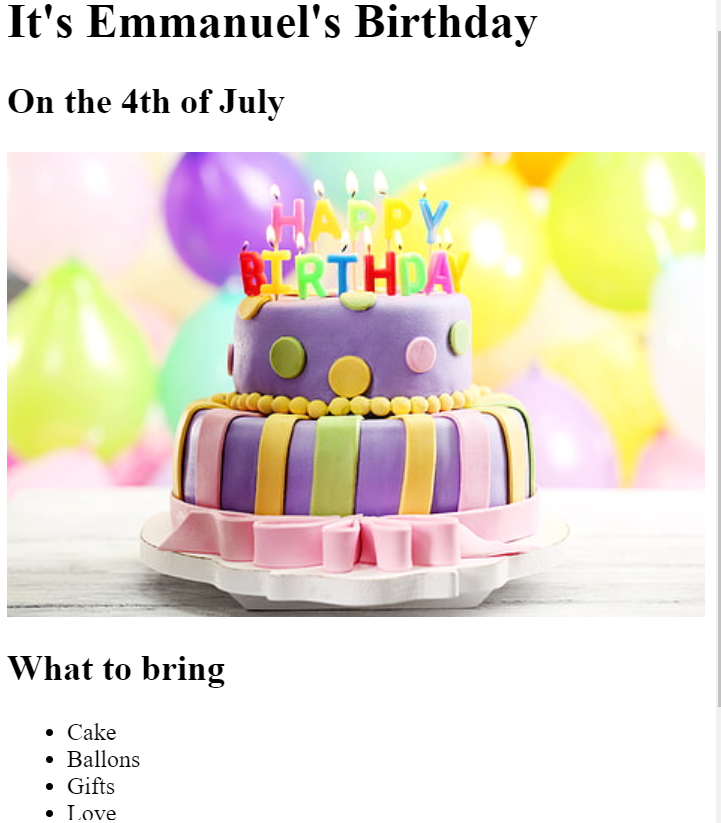 It's Emmanuel's Birthday
On the 4th of July
HAPPY
BIRTHDAY
What to bring
Cake
Ballons
Gifts
Love